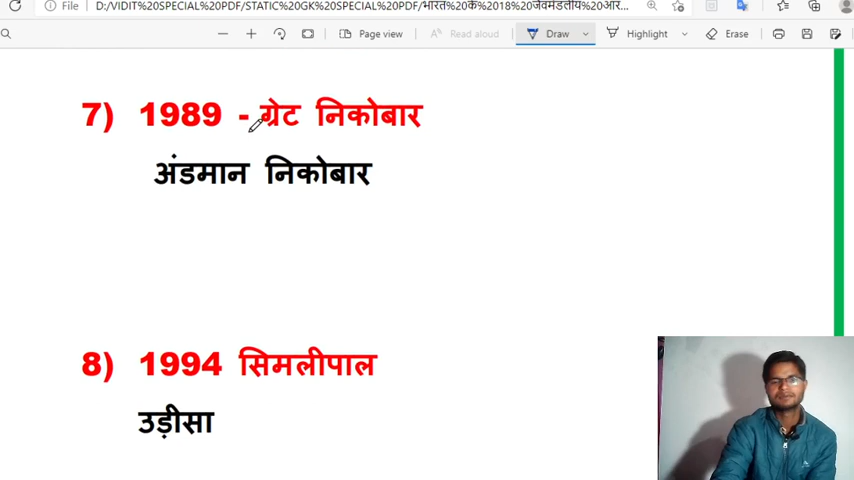 D:/VIDIT%20SPECIAL%20PDF/STATIC%20GK%20SPECIAL%20PDF/भारत%20के%2018%20जैवमंडलीय%20आर...
File
Page view
Read aloud
Draw
Highlight
Erase
7) 1989 - ग्रेट निकोबार
अंडमान निकोबार
8) 1994 सिमलीपाल
उड़ीसा